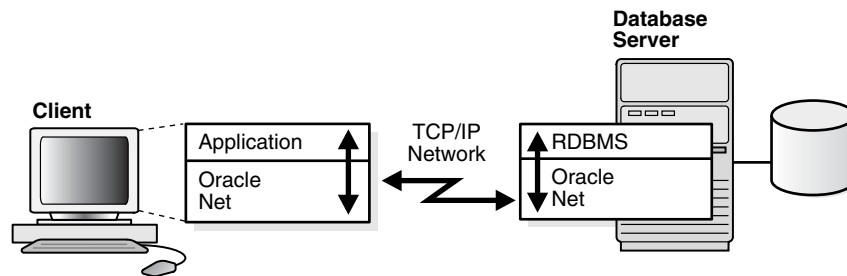 Database
Server
Client
TCP/IP
Network
Application
Oracle
Net
RDBMS
Oracle
Net